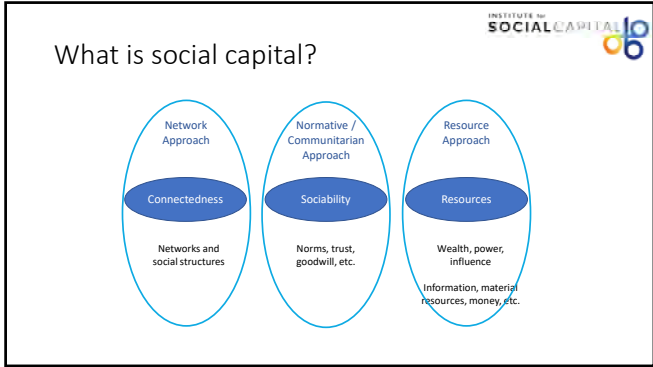 INSTITUTE for
SOCIAL CAPITAL
What is social capital?
Network
Approach
Connectedness
Networks and
social structures
Normative /
Communitarian
Approach
Sociability
Norms, trust,
goodwill, etc.
Resource
Approach
Resources
Wealth, power,
influence
Information, material
resources, money, etc.